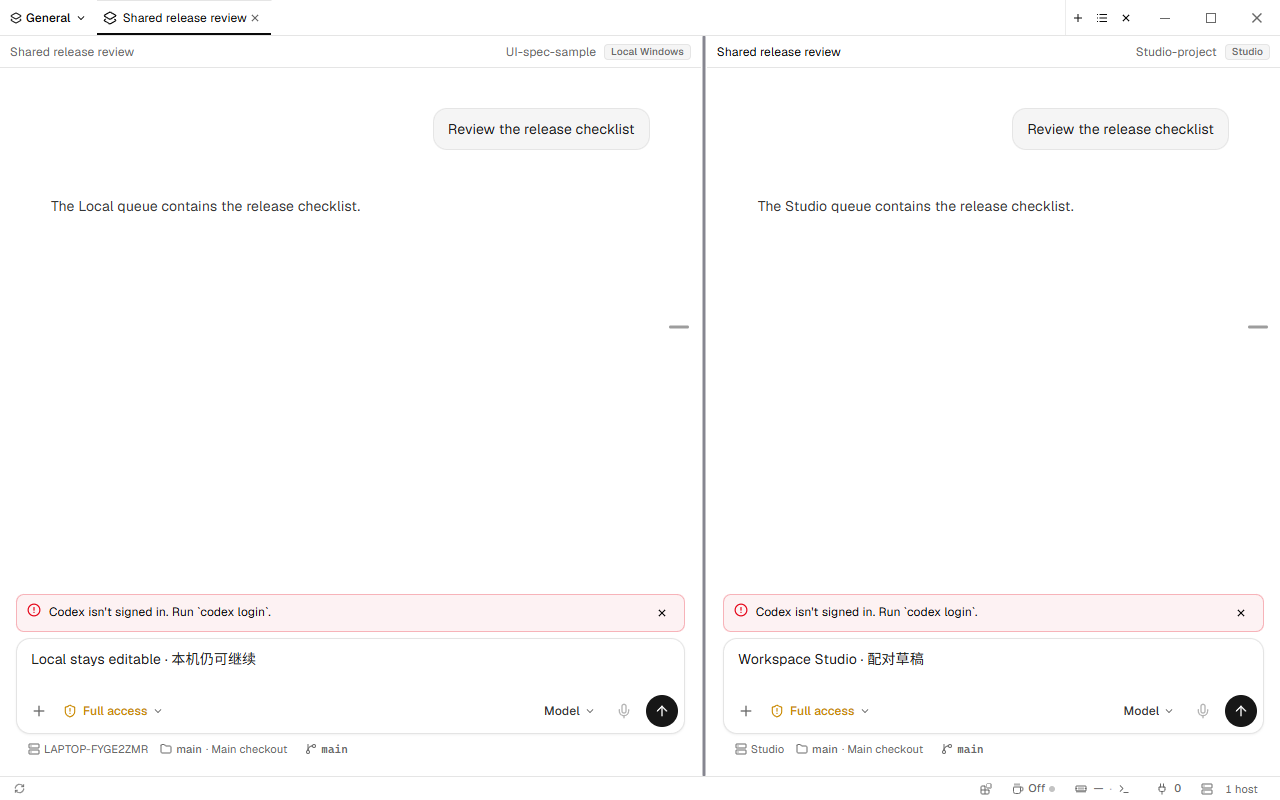 General
Shared release review
Shared release review
UI-spec-sample
Local Windows
Review the release checklist
The Local queue contains the release checklist.
Codex isn't signed in. Run `codex login`.
Local stays editable · 本机仍可继续
Full access
Model
LAPTOP-FYGE2ZMR
main · Main checkout
main
Shared release review
Studio-project
Studio
Review the release checklist
The Studio queue contains the release checklist.
Codex isn't signed in. Run `codex login`.
Workspace Studio · 配对草稿
Full access
Model
Studio
main · Main checkout
main
Off
— ·
0
1 host